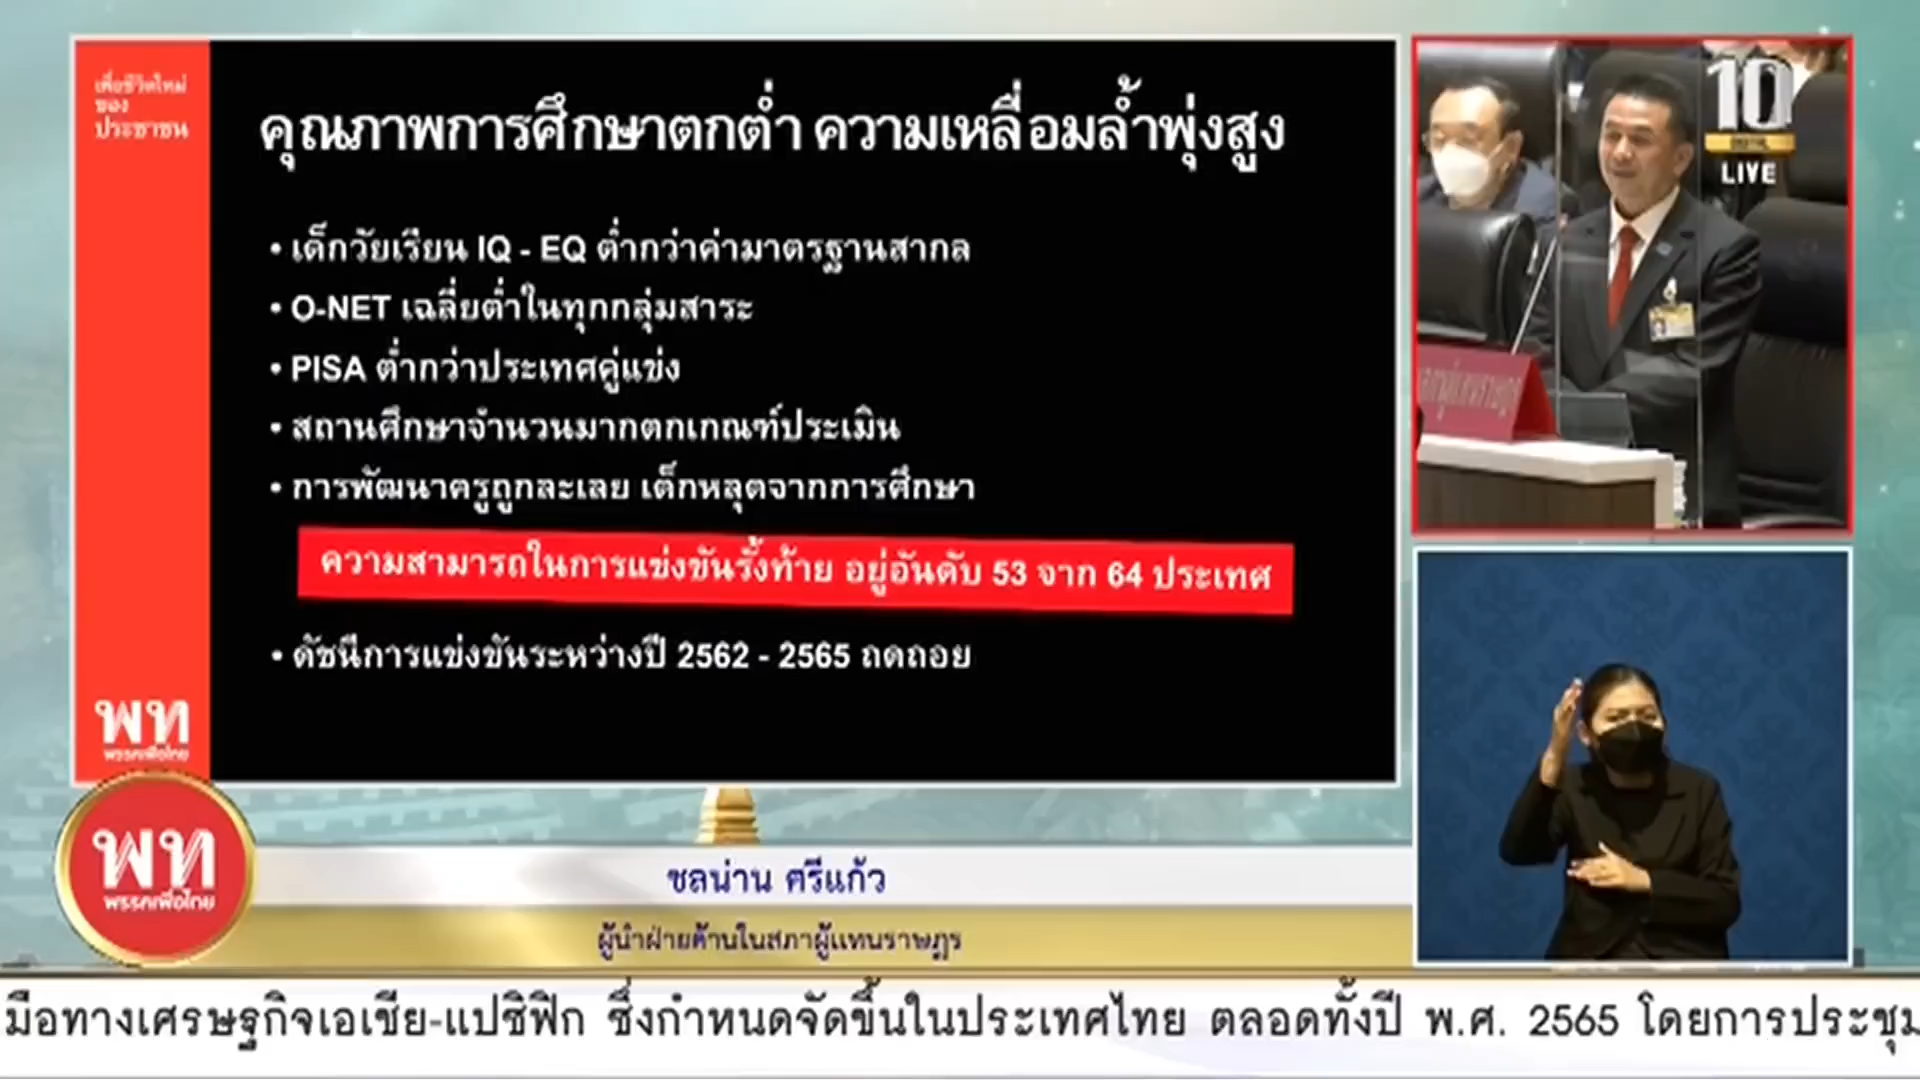 เพื่อชีวิตใหม่
ของ
ประชาชน
คุณภาพการศึกษาตกต่ำ ความเหลื่อมล้ำพุ่งสูง
• เด็กวัยเรียน IQ - EQ ต่ำกว่าค่ามาตรฐานสากล
• O-NET เฉลี่ยต่ำในทุกกลุ่มสาระ
• PISA ต่ำกว่าประเทศคู่แข่ง
• สถานศึกษาจำนวนมากตกเกณฑ์ประเมิน
• การพัฒนาครูถูกละเลย เด็กหลุดจากการศึกษา
ความสามารถในการแข่งขันรั้งท้าย อยู่อันดับ 53 จาก 64 ประเทศ
• ดัชนีการแข่งขันระหว่างปี 2562 - 2565 ถดถอย
พท
พรรคเพื่อไทย
10
LIVE
พท
พรรคเพื่อไทย
ชลน่าน ศรีแก้ว
ผู้นำฝ่ายค้านในสภาผู้แทนราษฎร
มือทางเศรษฐกิจเอเชีย-แปซิฟิก ซึ่งกำหนดจัดขึ้นในประเทศไทย ตลอดทั้งปี พ.ศ. 2565 โดยการประชุม